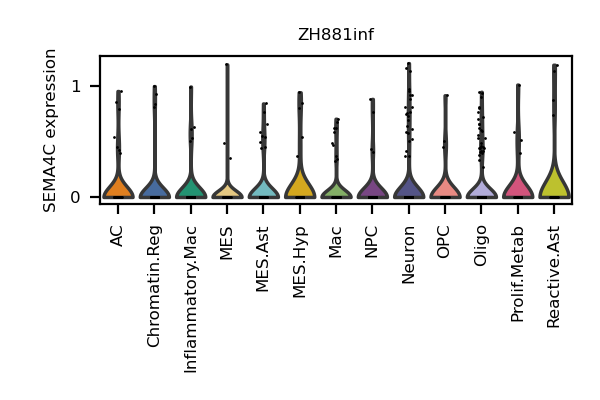 ZH881inf
SEMA4C expression
1
0
AC
Chromatin.Reg
Inflammatory.Mac
MES
MES.Ast
MES.Hyp
Mac
NPC
Neuron
OPC
Oligo
Prolif.Metab
Reactive.Ast